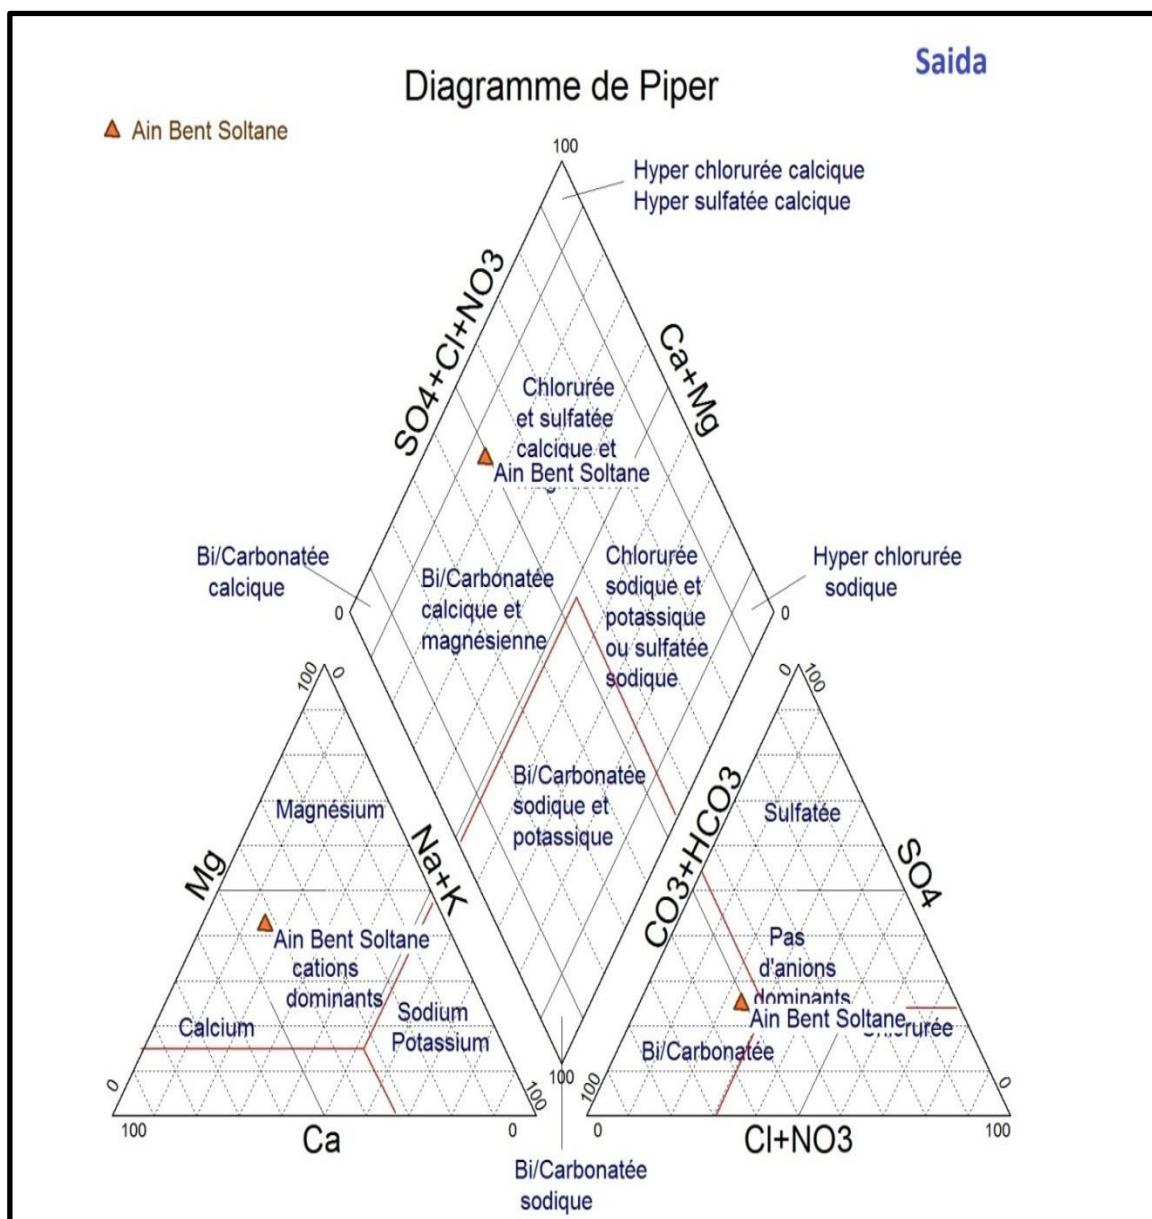 Saida
Diagramme de Piper
Ain Bent Soltane
100
Hyper chlorurée calcique
Hyper sulfatée calcique
SO4+Cl+NO3
Ca+Mg
Chlorurée
et sulfatée
calcique et
Ain Bent Soltane
Bi/Carbonatée
calcique
0
Bi/Carbonatée
calcique et
magnésienne
Chlorurée
sodique et
potassique
ou sulfatée
sodique
Hyper chlorurée
sodique
0
Bi/Carbonatée
sodique et
potassique
100
0
Magnésium
Mg
Na+K
Ain Bent Soltane
cations
dominants
Calcium
Sodium
Potassium
0
100
100
Ca
0
100
Bi/Carbonatée
sodique
0
100
CO3+HCO3
SO4
Sulfatée
Pas
d'anions
dominants
Ain Bent Soltane
Bi/Carbonatée
100
0
0
Cl+NO3
100